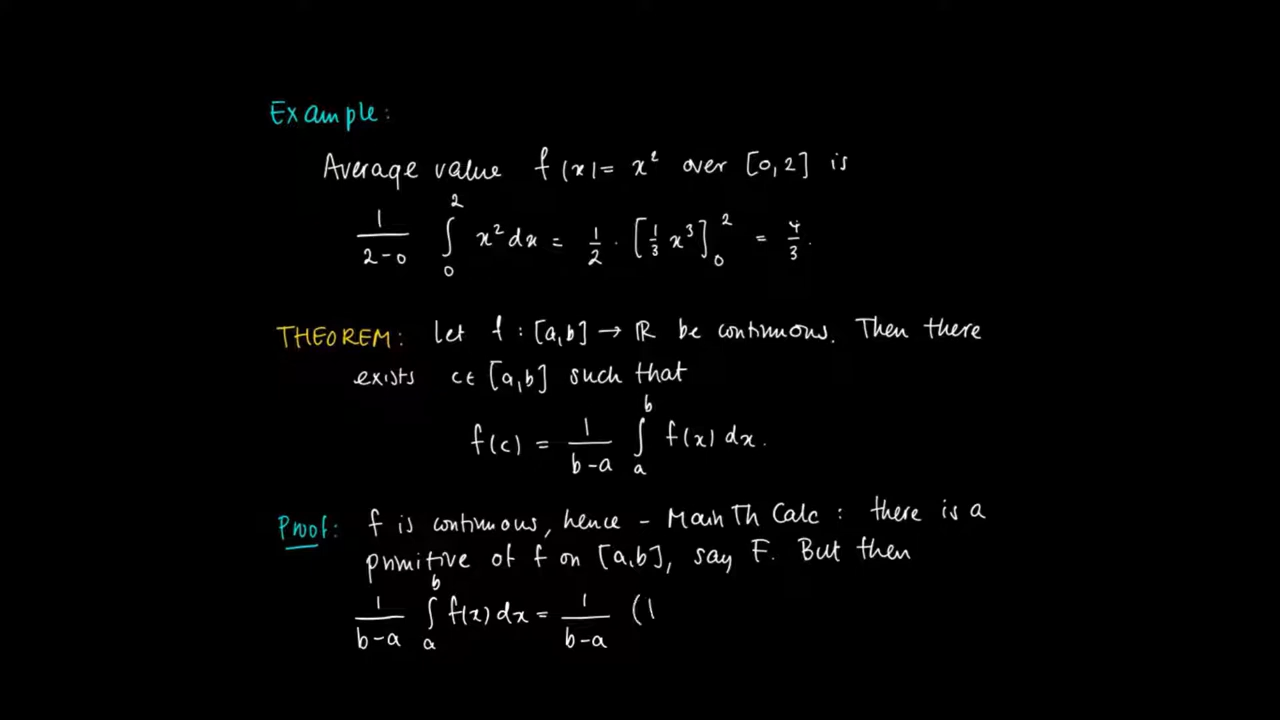 Example:
Average value f(x) = x² over [0,2] is
1/(2-0) ∫₀² x² dx = 1/2 · [1/3 x³]₀² = 4/3.
THEOREM: Let f : [a,b] → ℝ be continuous. Then there
exists c ∈ [a,b] such that
f(c) = 1/(b-a) ∫ₐᵇ f(x) dx.
Proof: f is continuous, hence - Main Th Calc : there is a
primitive of f on [a,b], say F. But then
1/(b-a) ∫ₐᵇ f(x) dx = 1/(b-a) (